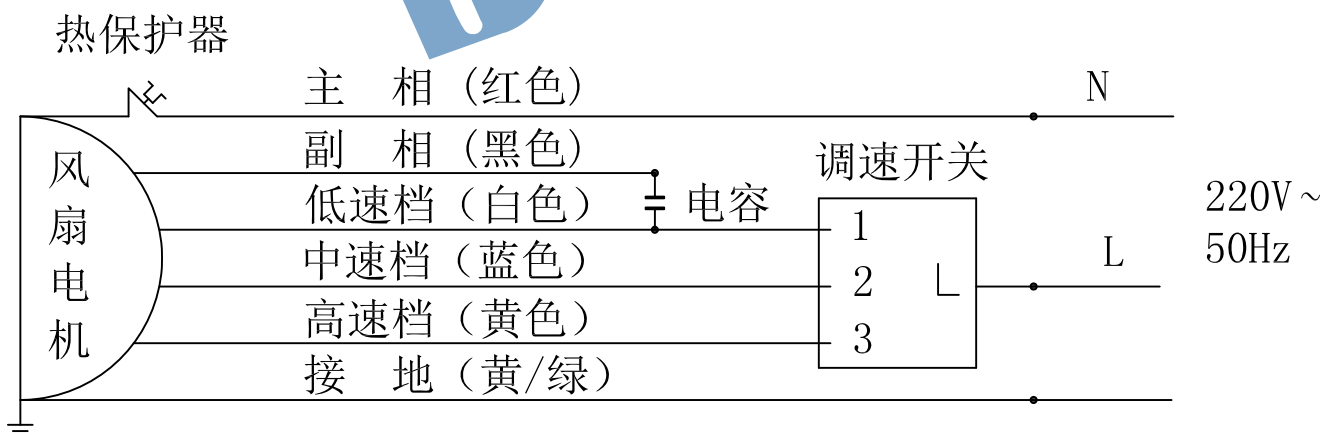 热保护器
主 相（红色） N
副 相（黑色） 调速开关
低速档（白色） 电容 1 220V～
中速档（蓝色） 2 L L 50Hz
高速档（黄色） 3
接 地（黄/绿）
风扇电机